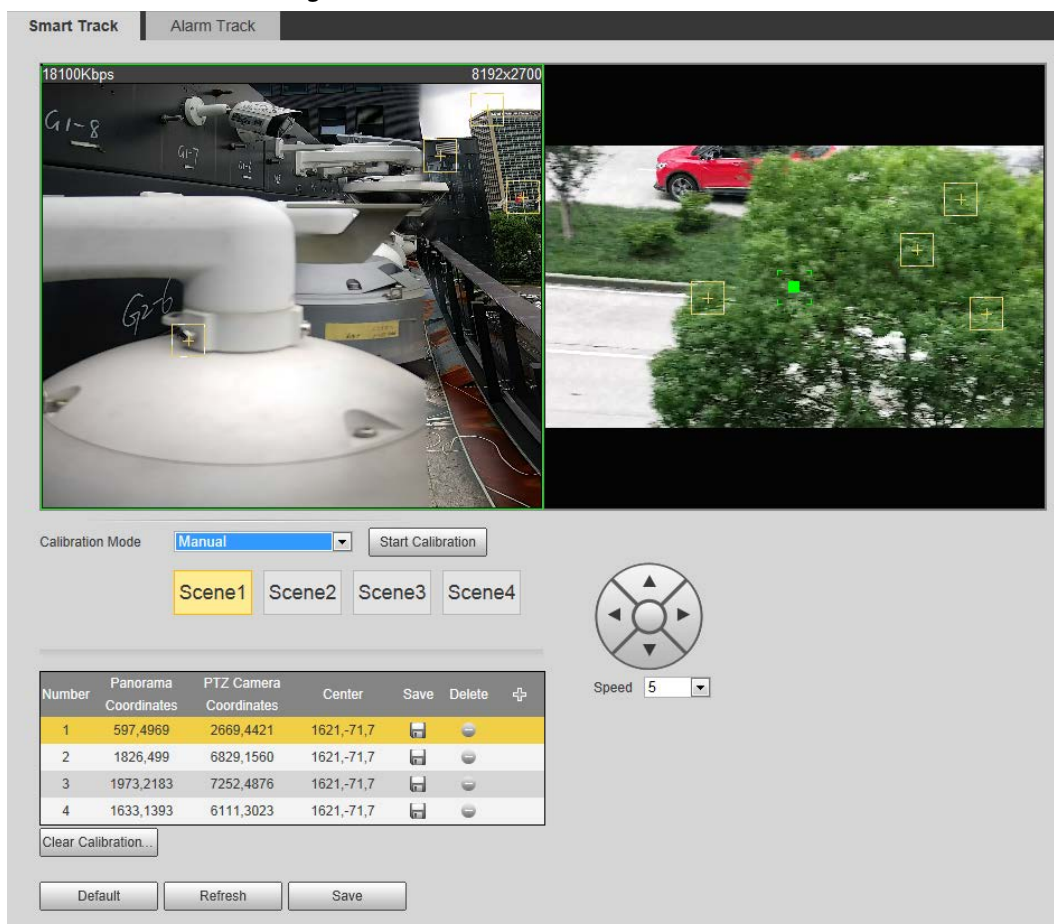 Smart Track Alarm Track
18100Kbps 8192x2700
G1-8
G1-7
G2-6
Calibration Mode Manual Start Calibration
Scene1 Scene2 Scene3 Scene4
Number Panorama Coordinates PTZ Camera Coordinates Center Save Delete
1 597,4969 2669,4421 1621,-71,7
2 1826,499 6829,1560 1621,-71,7
3 1973,2183 7252,4876 1621,-71,7
4 1633,1393 6111,3023 1621,-71,7
Speed 5
Clear Calibration...
Default Refresh Save